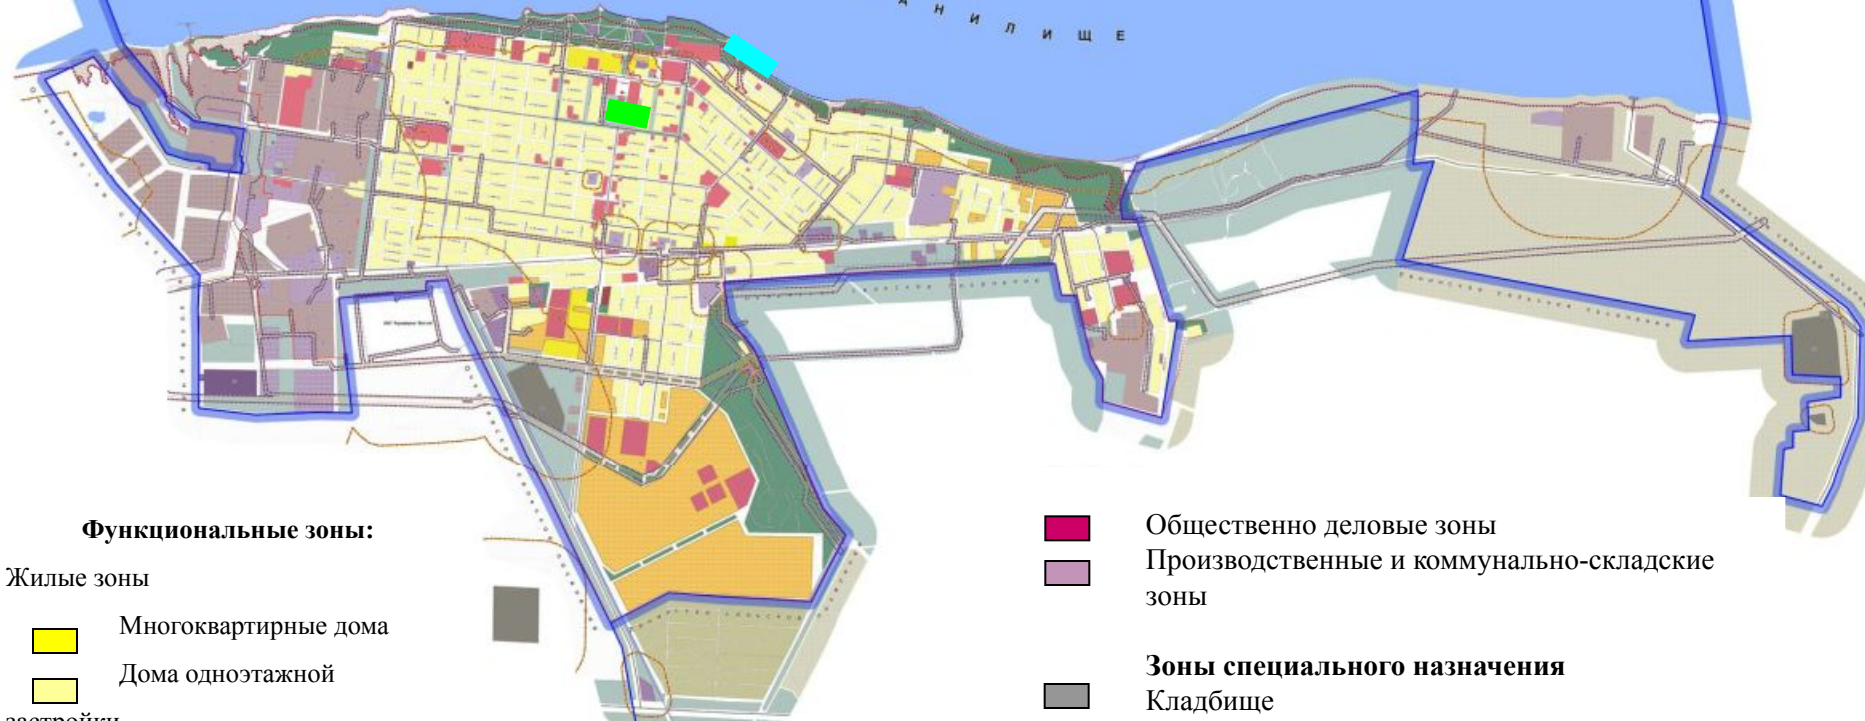 А Н И Л И Щ Е
Функциональные зоны:
Жилые зоны
Многоквартирные дома
Дома одноэтажной
застройки
Общественно деловые зоны
Производственные и коммунально-складские
зоны
Зоны специального назначения
Кладбище